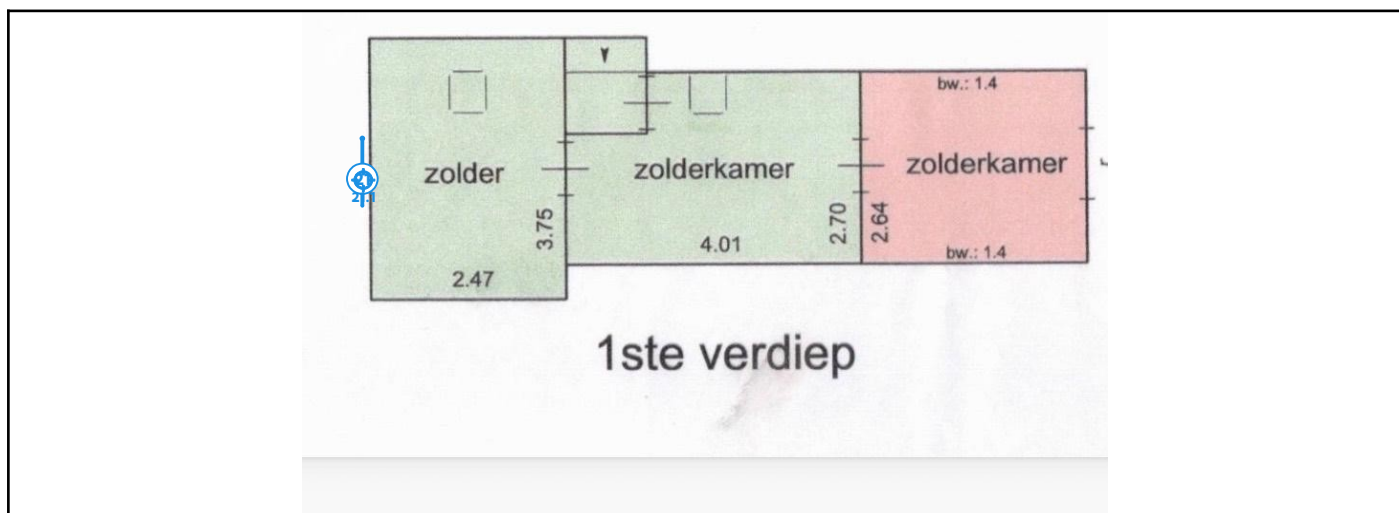 bw.: 1.4
zolder
zolderkamer
zolderkamer
3.75
2.70
2.64
4.01
bw.: 1.4
2.47
1ste verdiep